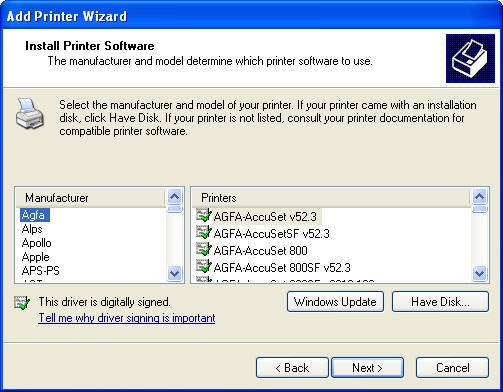 Add Printer Wizard
Install Printer Software
The manufacturer and model determine which printer software to use.
Select the manufacturer and model of your printer. If your printer came with an installation
disk, click Have Disk. If your printer is not listed, consult your printer documentation for
compatible printer software.
Manufacturer
Agfa
Alps
Apollo
Apple
APS-PS
Printers
AGFA-AccuSet v52.3
AGFA-AccuSetSF v52.3
AGFA-AccuSet 800
AGFA-AccuSet 800SF v52.3
This driver is digitally signed.
Tell me why driver signing is important
Windows Update
Have Disk...
< Back
Next >
Cancel